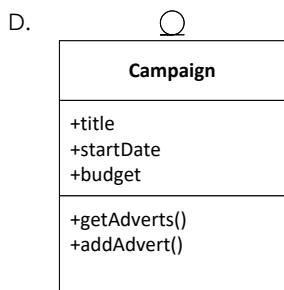 D.
Campaign
+title
+startDate
+budget
+getAdverts()
+addAdvert()